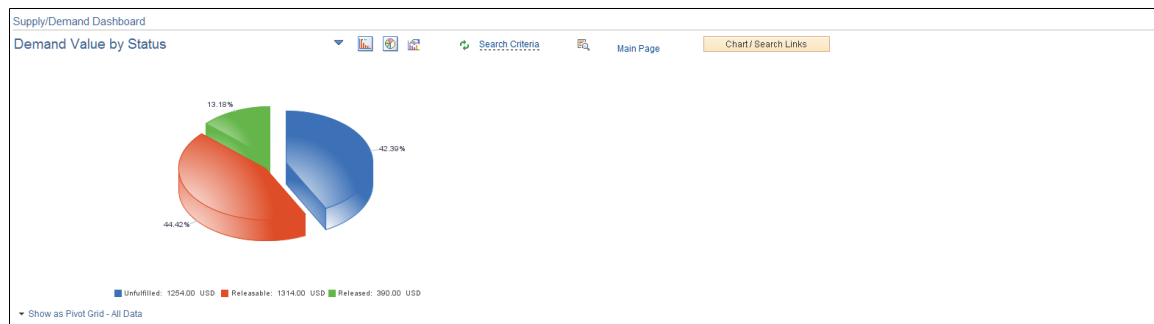 Supply/Demand Dashboard
Demand Value by Status
Search Criteria
Main Page
Chart / Search Links
13.18%
42.39%
44.42%
Unfulfilled: 1254.00 USD Releasable: 1314.00 USD Released: 390.00 USD
Show as Pivot Grid - All Data